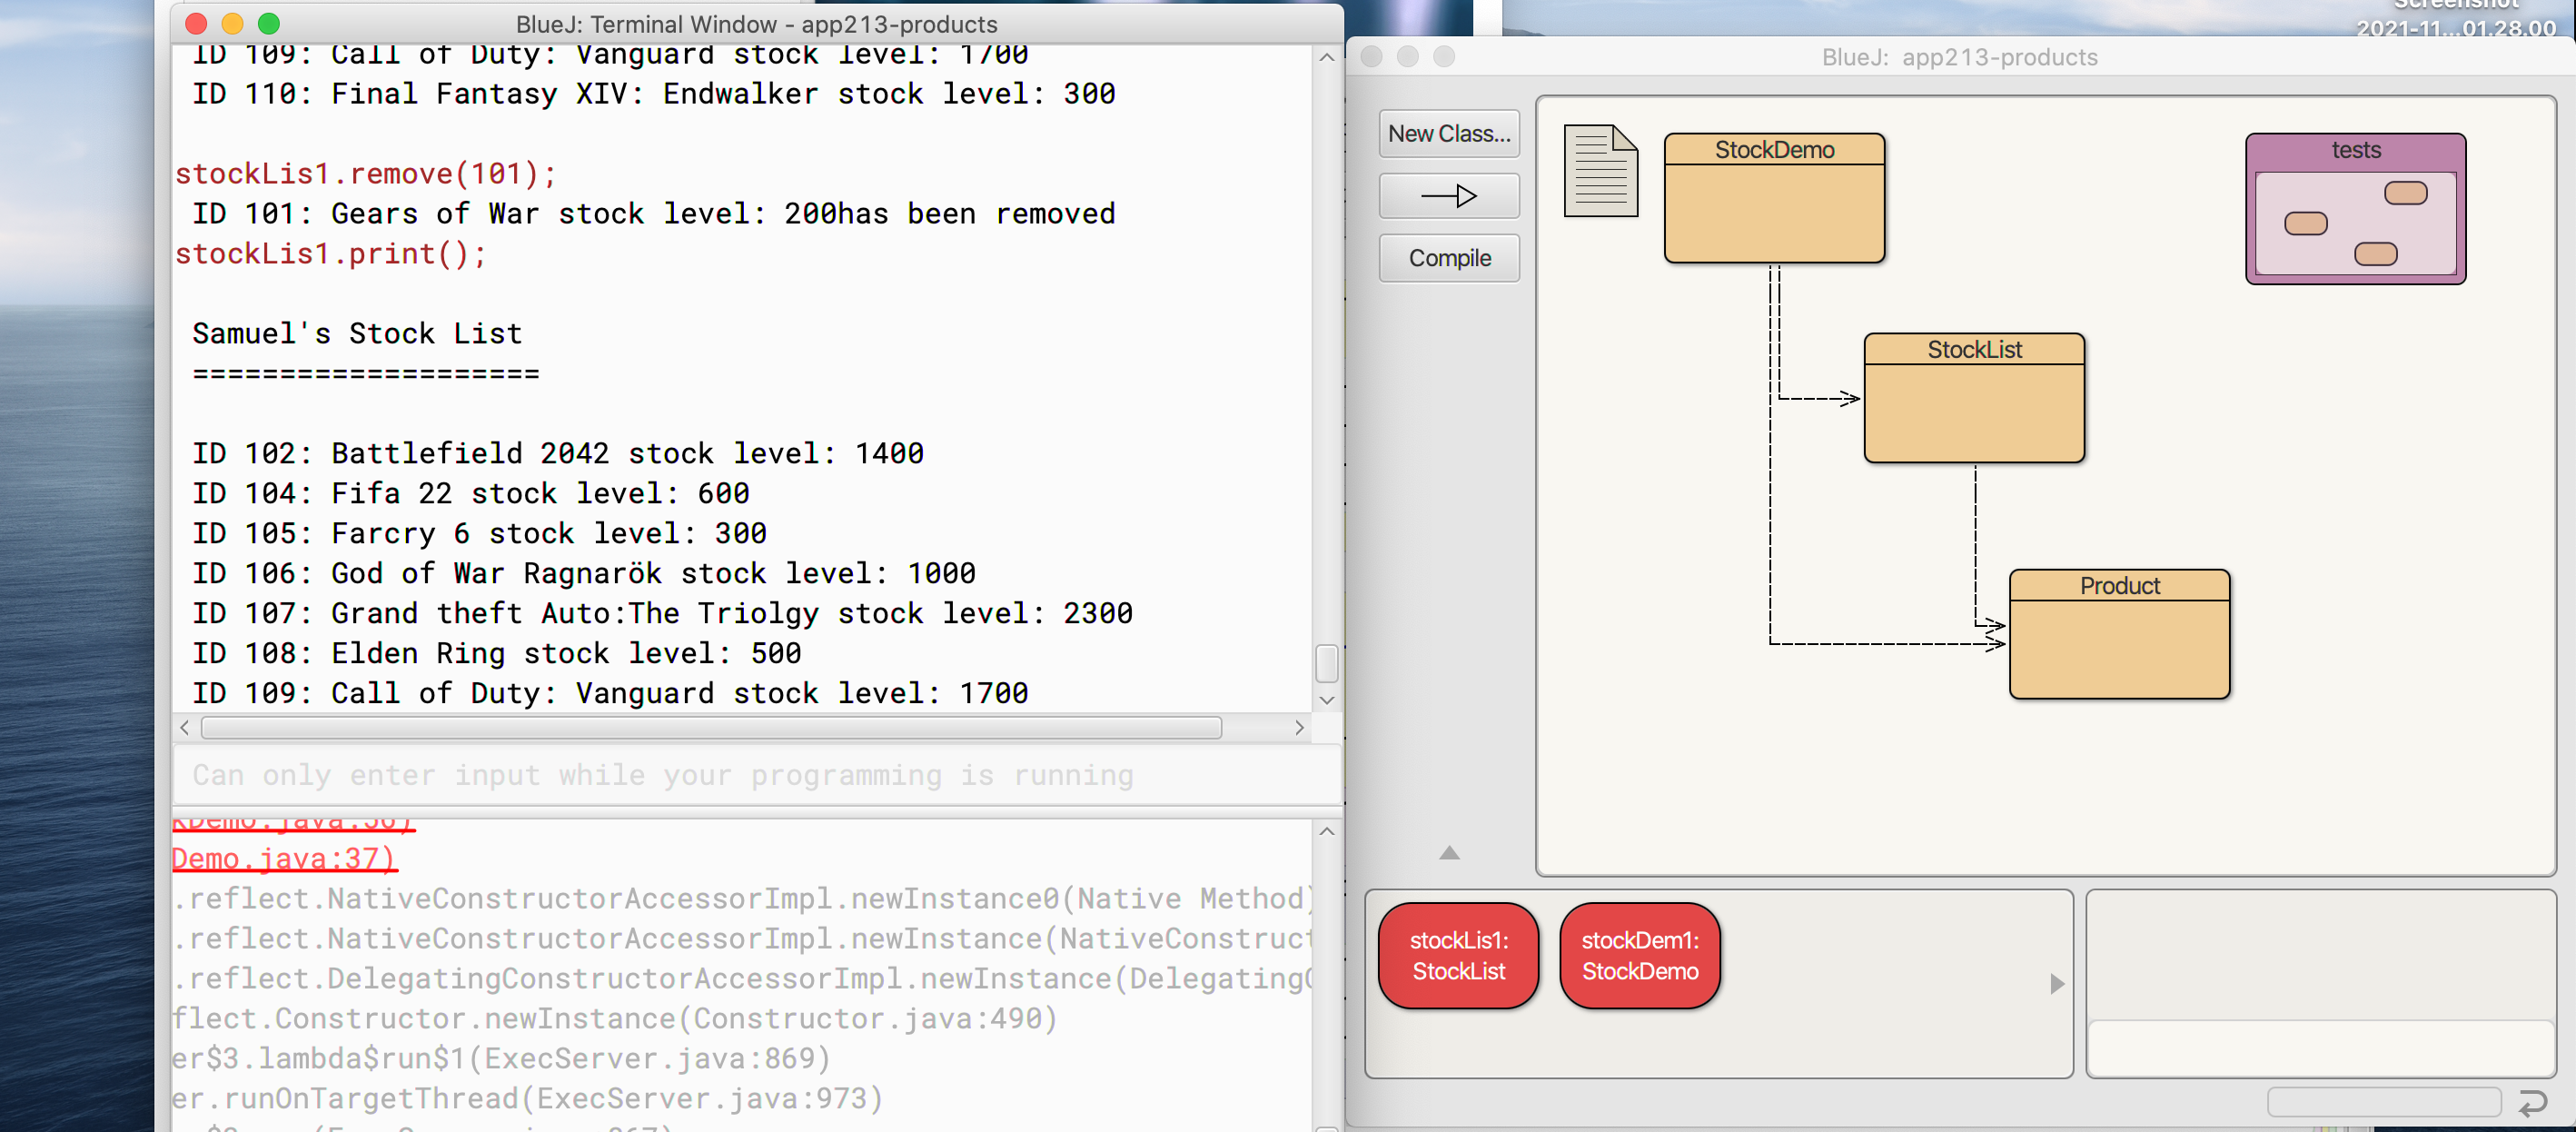 BlueJ: Terminal Window - app213-products
ID 109: Call of Duty: Vanguard stock level: 1700
ID 110: Final Fantasy XIV: Endwalker stock level: 300
stockLis1.remove(101);
ID 101: Gears of War stock level: 200has been removed
stockLis1.print();
Samuel's Stock List
====================
ID 102: Battlefield 2042 stock level: 1400
ID 104: Fifa 22 stock level: 600
ID 105: Farcry 6 stock level: 300
ID 106: God of War Ragnarök stock level: 1000
ID 107: Grand theft Auto:The Triolgy stock level: 2300
ID 108: Elden Ring stock level: 500
ID 109: Call of Duty: Vanguard stock level: 1700
Can only enter input while your programming is running
kDemo.java:36)
Demo.java:37)
.reflect.NativeConstructorAccessorImpl.newInstance0(Native Method)
.reflect.NativeConstructorAccessorImpl.newInstance(NativeConstruct
.reflect.DelegatingConstructorAccessorImpl.newInstance(Delegating
flect.Constructor.newInstance(Constructor.java:490)
er$3.lambda$run$1(ExecServer.java:869)
er.runOnTargetThread(ExecServer.java:973)
Screenshot
2021-11...01.28.00
BlueJ: app213-products
New Class...
Compile
StockDemo
tests
StockList
Product
stockLis1:
StockList
stockDem1:
StockDemo